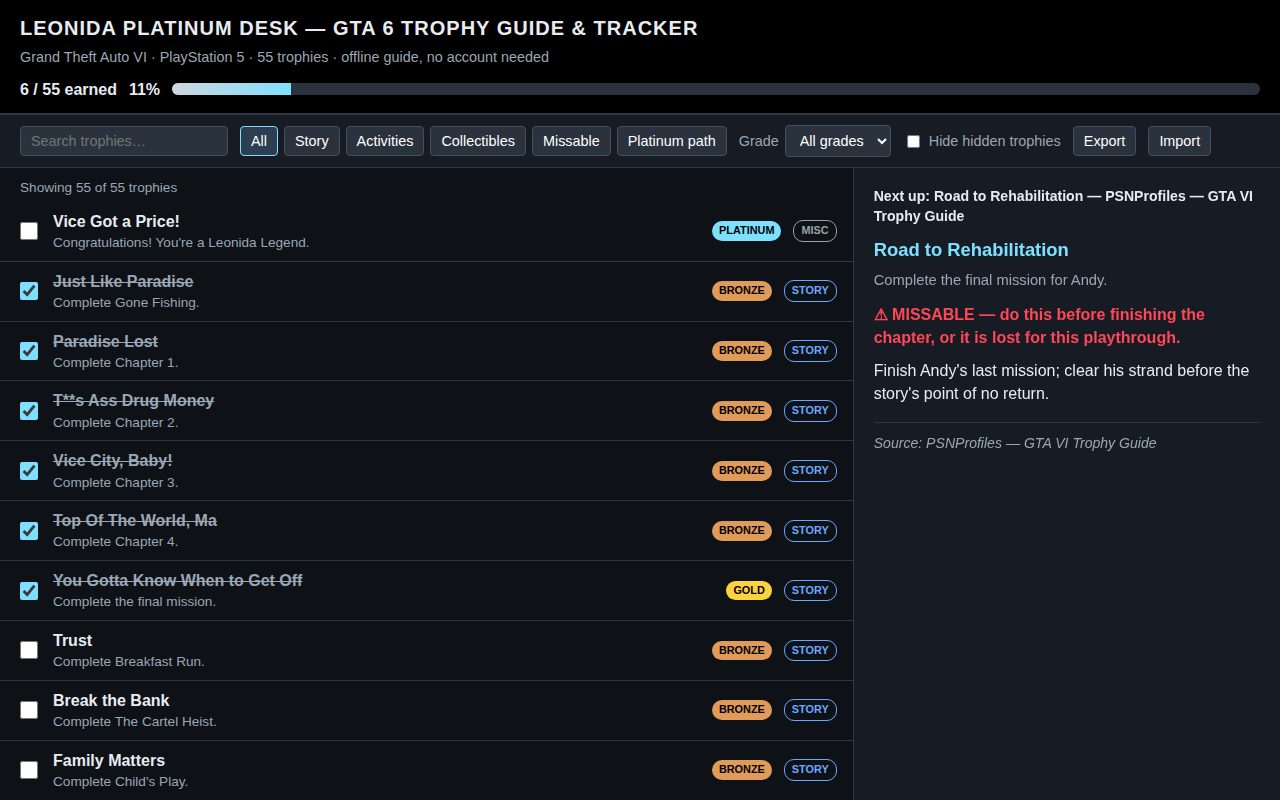 LEONIDA PLATINUM DESK — GTA 6 TROPHY GUIDE & TRACKER
Grand Theft Auto VI · PlayStation 5 · 55 trophies · offline guide, no account needed
6 / 55 earned 11%
Search trophies… All Story Activities Collectibles Missable Platinum path Grade All grades Hide hidden trophies Export Import
Showing 55 of 55 trophies
Vice Got a Price!
Congratulations! You're a Leonida Legend.
PLATINUM MISC
Just Like Paradise
Complete Gone Fishing.
BRONZE STORY
Paradise Lost
Complete Chapter 1.
BRONZE STORY
T**s Ass Drug Money
Complete Chapter 2.
BRONZE STORY
Vice City, Baby!
Complete Chapter 3.
BRONZE STORY
Top Of The World, Ma
Complete Chapter 4.
BRONZE STORY
You Gotta Know When to Get Off
Complete the final mission.
GOLD STORY
Trust
Complete Breakfast Run.
BRONZE STORY
Break the Bank
Complete The Cartel Heist.
BRONZE STORY
Family Matters
Complete Child's Play.
BRONZE STORY
Next up: Road to Rehabilitation — PSNProfiles — GTA VI
Trophy Guide
Road to Rehabilitation
Complete the final mission for Andy.
⚠ MISSABLE — do this before finishing the
chapter, or it is lost for this playthrough.
Finish Andy's last mission; clear his strand before the
story's point of no return.
Source: PSNProfiles — GTA VI Trophy Guide